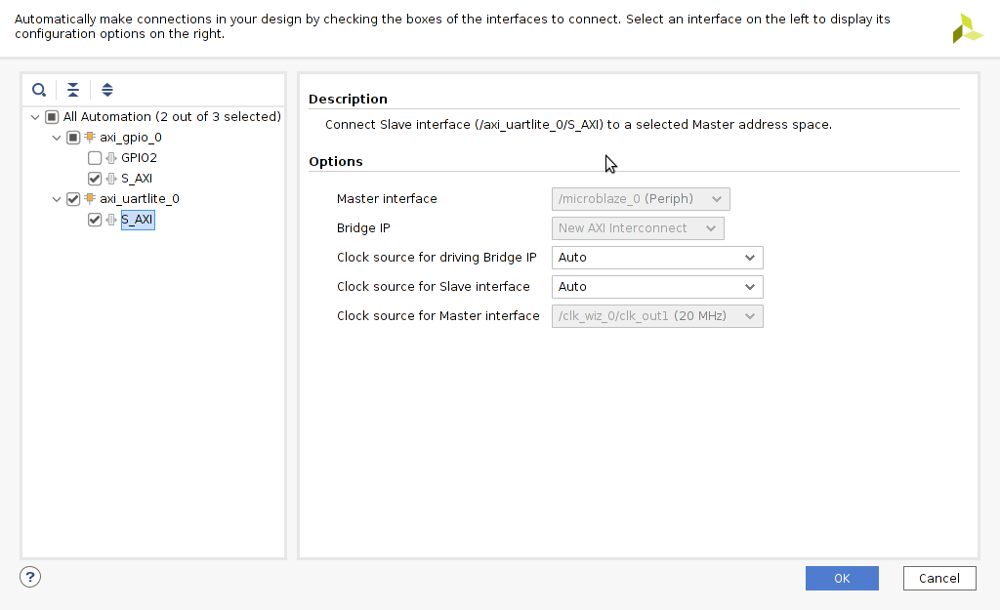 Automatically make connections in your design by checking the boxes of the interfaces to connect. Select an interface on the left to display its
configuration options on the right.
All Automation (2 out of 3 selected)
axi_gpio_0
GPIO2
S_AXI
axi_uartlite_0
S_AXI
Description
Connect Slave interface (/axi_uartlite_0/S_AXI) to a selected Master address space.
Options
Master interface /microblaze_0 (Periph)
Bridge IP New AXI Interconnect
Clock source for driving Bridge IP Auto
Clock source for Slave interface Auto
Clock source for Master interface /clk_wiz_0/clk_out1 (20 MHz)
?
OK Cancel